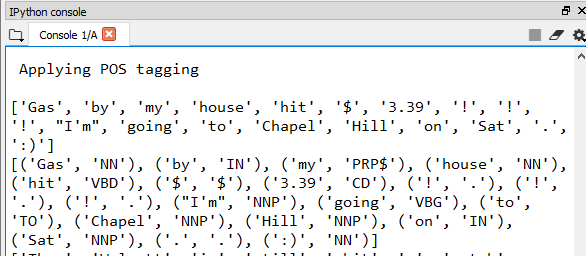 IPython console
Console 1/A
Applying POS tagging
['Gas', 'by', 'my', 'house', 'hit', '$', '3.39', '!', '!',
'!', "I'm", 'going', 'to', 'Chapel', 'Hill', 'on', 'Sat', '.',
':)']
[('Gas', 'NN'), ('by', 'IN'), ('my', 'PRP$'), ('house', 'NN'),
('hit', 'VBD'), ('$', '$'), ('3.39', 'CD'), ('!', '.'), ('!',
'.'), ('!', '.'), ("I'm", 'NNP'), ('going', 'VBG'), ('to',
'TO'), ('Chapel', 'NNP'), ('Hill', 'NNP'), ('on', 'IN'),
('Sat', 'NNP'), ('.', '.'), (':)', 'NN')]